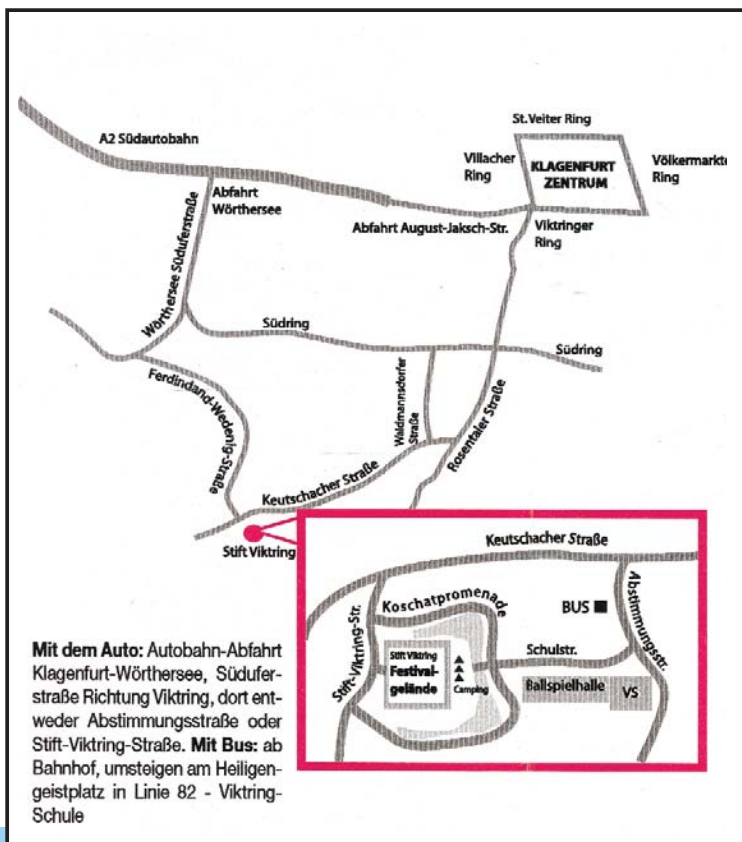 A2 Südautobahn
St. Veiter Ring
Villacher
Ring
KLAGENFURT
ZENTRUM
Völkermarkte
Ring
Abfahrt
Wörthersee
Abfahrt August-Jaksch-Str.
Viktringer
Ring
Wörthersee Süduferstraße
Südring
Südring
Ferdindand-Wedenig-Straße
Waldmannsdorfer
Straße
Rosentaler Straße
Keutschacher Straße
Stift Viktring
Keutschacher Straße
Koschatpromenade
BUS
Abstimmungsstr.
Stift-Viktring-Str.
Stift Viktring
Festival-
gelände
Camping
Schulstr.
Ballspielhalle
VS
Mit dem Auto: Autobahn-Abfahrt
Klagenfurt-Wörthersee, Südufer-
straße Richtung Viktring, dort ent-
weder Abstimmungsstraße oder
Stift-Viktring-Straße. Mit Bus: ab
Bahnhof, umsteigen am Heiligen-
geistplatz in Linie 82 - Viktring-
Schule